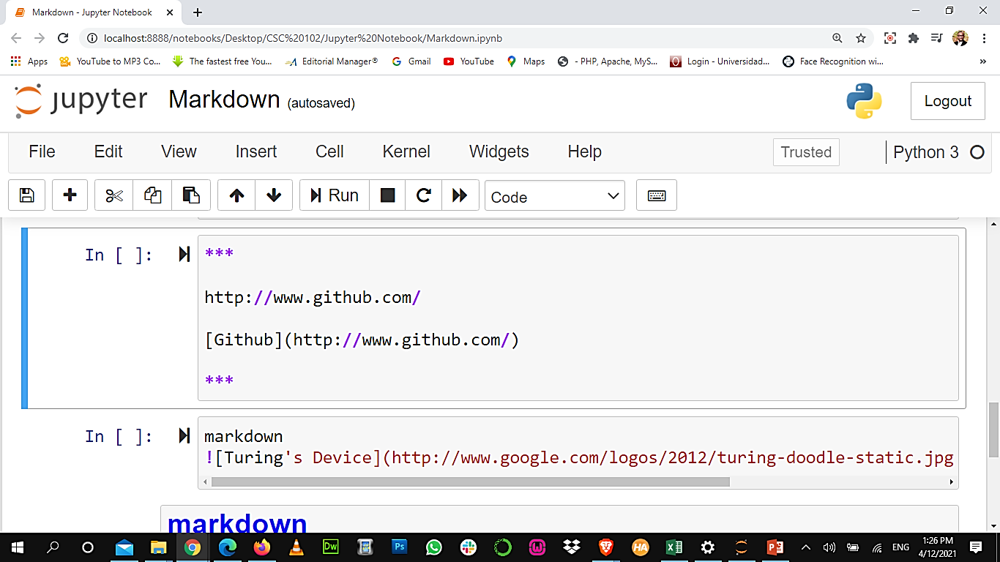 Markdown - Jupyter Notebook
localhost:8888/notebooks/Desktop/CSC%20102/Jupyter%20Notebook/Markdown.ipynb
Apps YouTube to MP3 Co... The fastest free You... Editorial Manager® Gmail YouTube Maps - PHP, Apache, MyS... Login - Universidad... Face Recognition wi... »
jupyter Markdown (autosaved) Logout
File Edit View Insert Cell Kernel Widgets Help Trusted Python 3
Run Code
In [ ]: ***
http://www.github.com/
[Github](http://www.github.com/)
***
In [ ]: markdown
![Turing's Device](http://www.google.com/logos/2012/turing-doodle-static.jpg
markdown
Dw Ps HA ENG 1:26 PM
4/12/2021